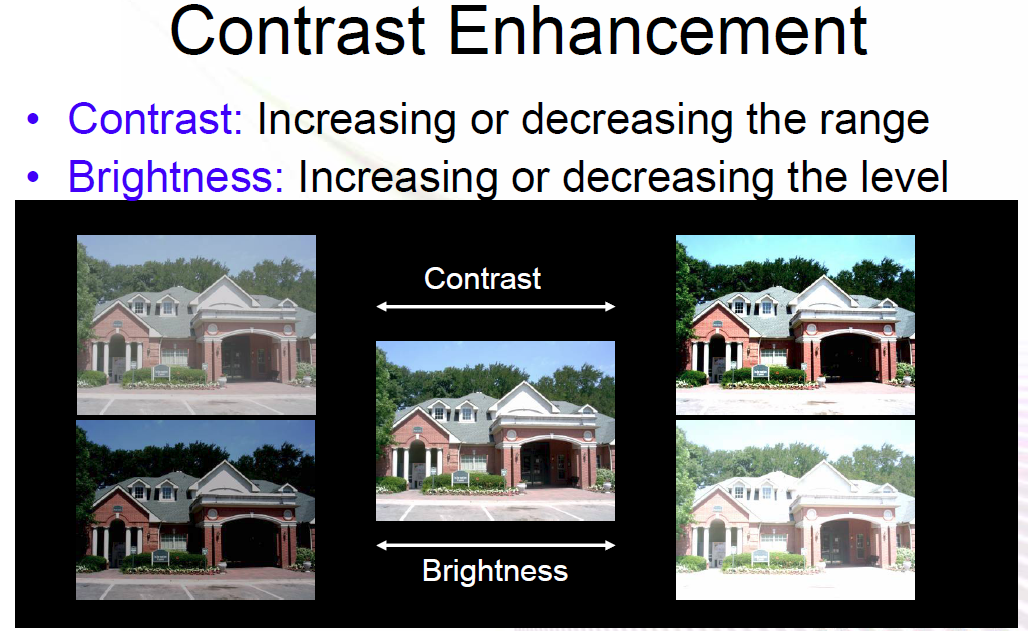 Contrast Enhancement
• Contrast: Increasing or decreasing the range
• Brightness: Increasing or decreasing the level
Contrast
Brightness